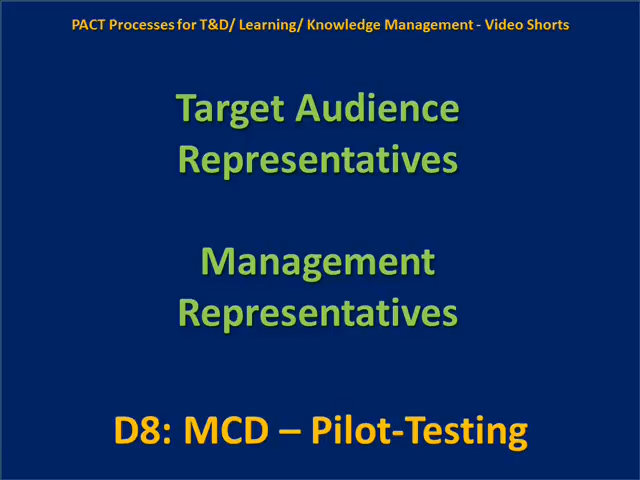 PACT Processes for T&D/ Learning/ Knowledge Management - Video Shorts
Target Audience
Representatives
Management
Representatives
D8: MCD – Pilot-Testing